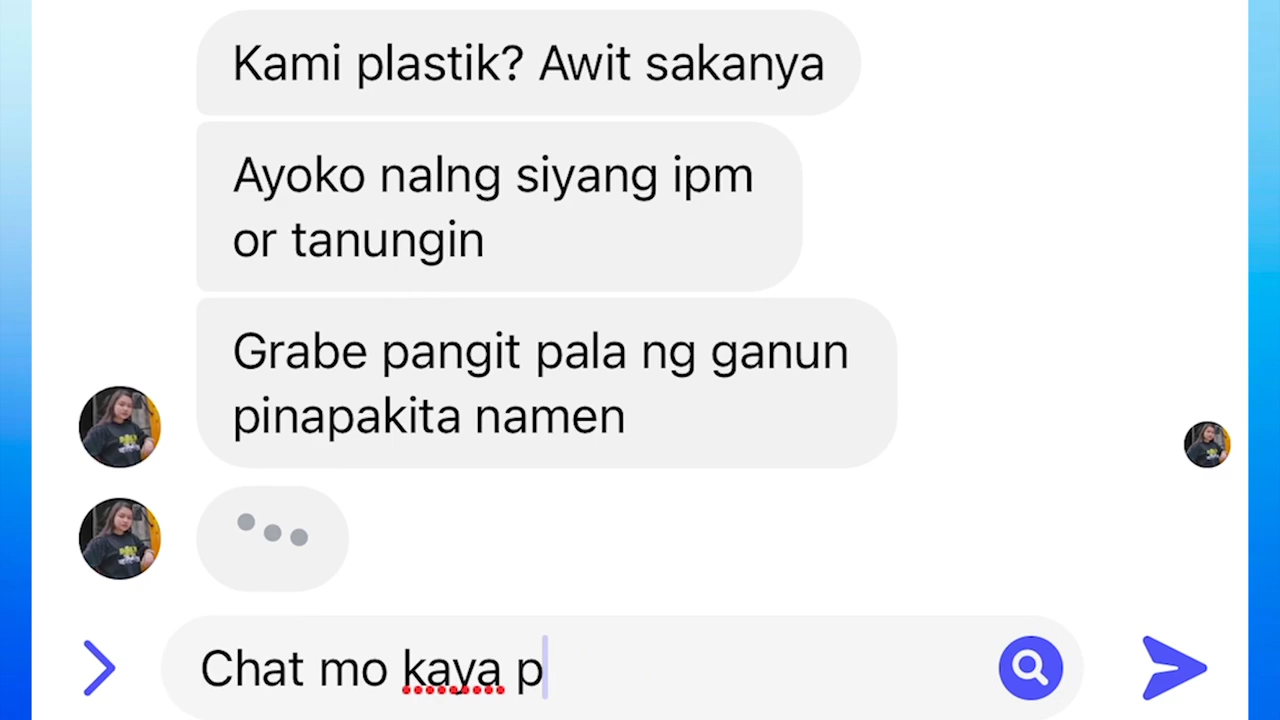 Kami plastik? Awit sakanya
Ayoko nalng siyang ipm
or tanungin
Grabe pangit pala ng ganun
pinapakita namen
Chat mo kaya p